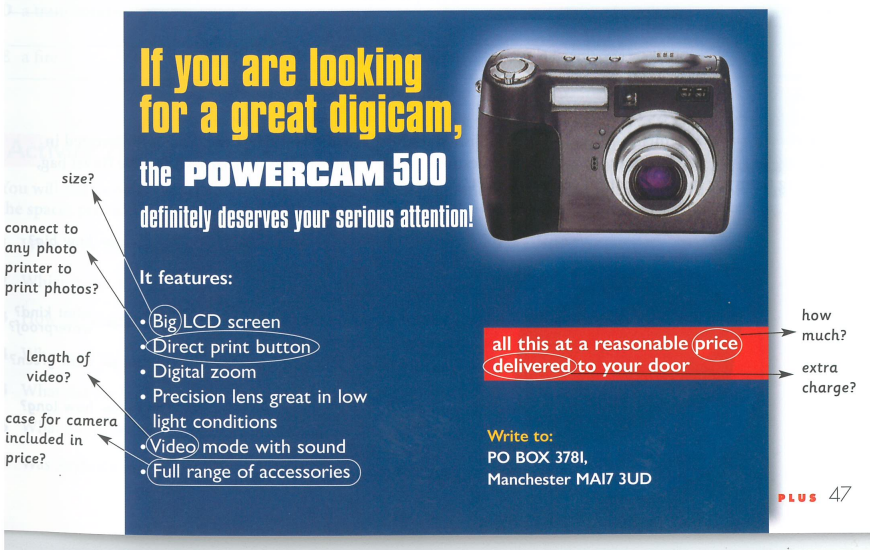 If you are looking
for a great digicam,
the POWERCAM 500
definitely deserves your serious attention!
size?
connect to
any photo
printer to
print photos?
It features:
• Big LCD screen
• Direct print button
• Digital zoom
• Precision lens great in low
light conditions
• Video mode with sound
• Full range of accessories
length of
video?
case for camera
included in
price?
all this at a reasonable price
delivered to your door
how
much?
extra
charge?
Write to:
PO BOX 378I,
Manchester MAI7 3UD
PLUS 47